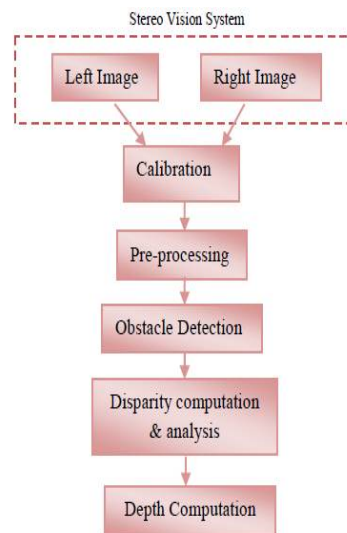 Stereo Vision System
Left Image
Right Image
Calibration
Pre-processing
Obstacle Detection
Disparity computation
& analysis
Depth Computation